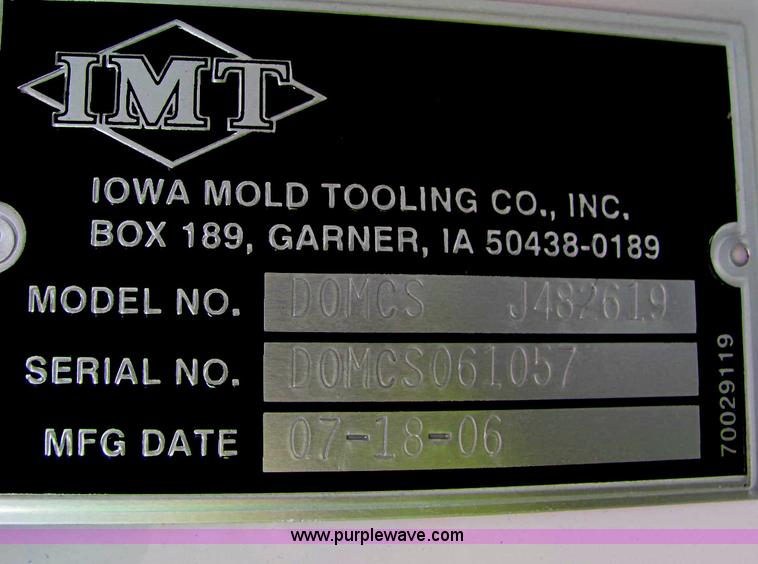 IMT
IOWA MOLD TOOLING CO., INC.
BOX 189, GARNER, IA 50438-0189
MODEL NO. DOMCS J482619
SERIAL NO. DOMCS061057
MFG DATE 07-18-06
70029119
www.purplewave.com